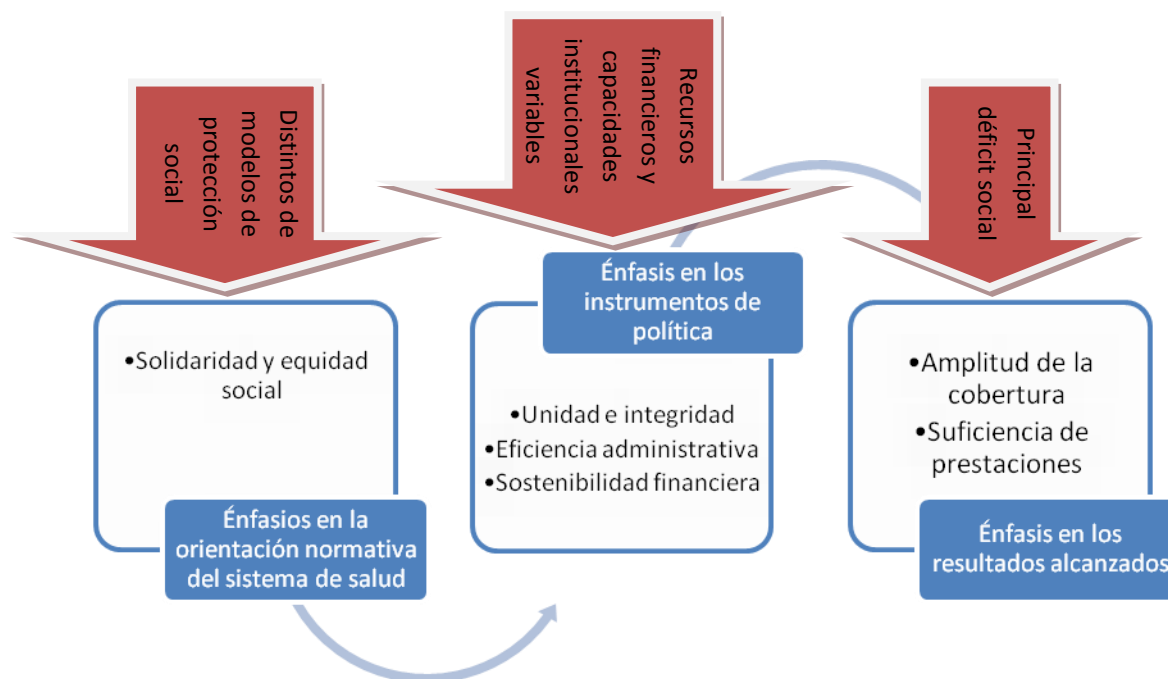 Distintos de
modelos de
protección
social
Recursos
financieros y
capacidades
institucionales
variables
Principal
déficit social
•Solidaridad y equidad
social
Énfasios en la
orientación normativa
del sistema de salud
Énfasis en los
instrumentos de
política
•Unidad e integridad
•Eficiencia administrativa
•Sostenibilidad financiera
•Amplitud de la
cobertura
•Suficiencia de
prestaciones
Énfasis en los
resultados alcanzados